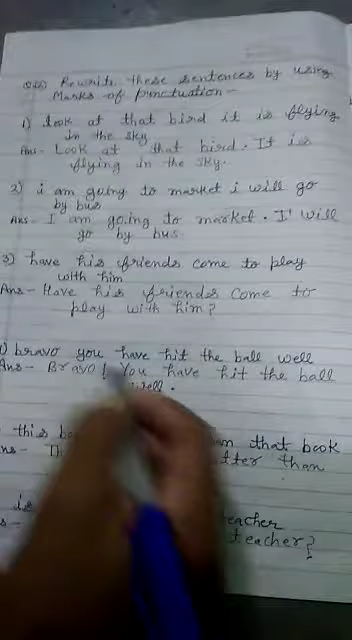 Rewrite these sentences by using
Marks of punctuation -
1) look at that bird it is flying
in the sky
Ans - Look at that bird. It is
flying in the sky.
2) i am going to market i will go
by bus
Ans - I am going to market. I will
go by bus
3) have his friends come to play
with him
Ans - Have his friends come to
play with him?
bravo you have hit the ball well
Ans - Bravo! You have hit the ball
well.
this that book
than
is teacher
teacher?